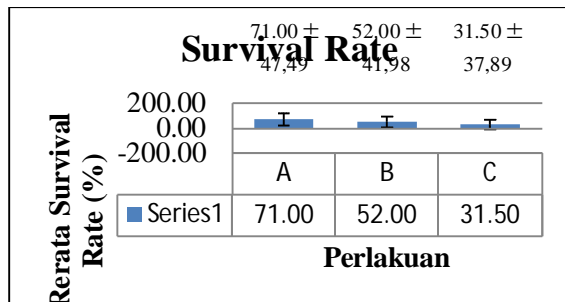 71.00 ± 52.00 ± 31.50 ±
Survival Rate
47,49 41,98 37,89
200.00
0.00
-200.00
A B C
Series1 71.00 52.00 31.50
Rerata Survival
Rate (%)
Perlakuan